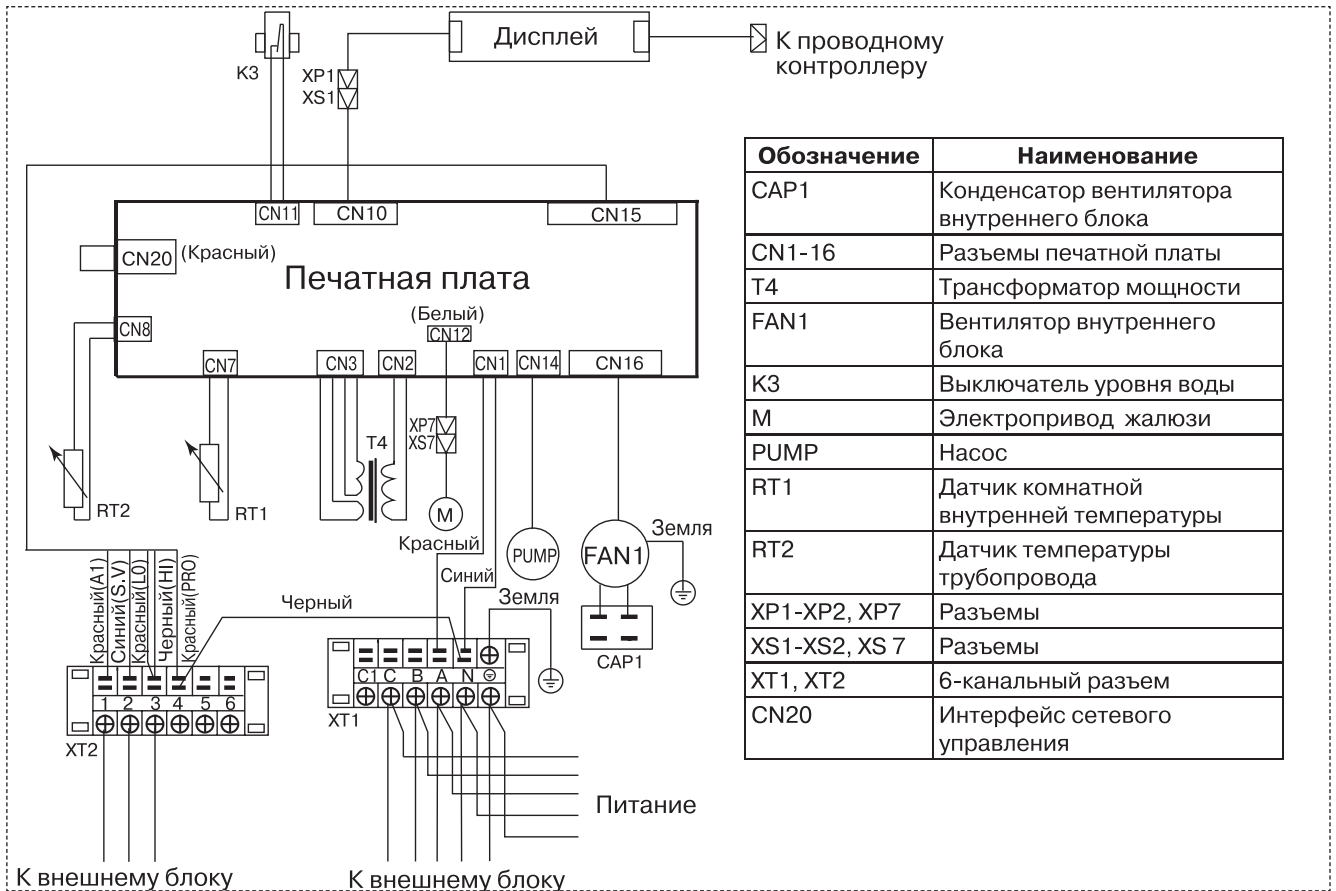 Дисплей
К проводному
контроллеру
K3
XP1
XS1
CN11
CN10
CN15
CN20
(Красный)
Печатная плата
(Белый)
CN12
CN8
CN7
CN3
CN2
CN1
CN14
CN16
XP7
XS7
T4
RT2
RT1
M
Красный
Синий
PUMP
FAN1
Земля
Земля
CAP1
Черный
Красный(A1)
Синий(S.V)
Красный(L0)
Черный(HI)
Красный(PRO)
1 2 3 4 5 6
XT2
C1 C B A N
XT1
Питание
К внешнему блоку
К внешнему блоку
Обозначение Наименование
CAP1 Конденсатор вентилятора
внутреннего блока
CN1-16 Разъемы печатной платы
T4 Трансформатор мощности
FAN1 Вентилятор внутреннего
блока
K3 Выключатель уровня воды
M Электропривод жалюзи
PUMP Насос
RT1 Датчик комнатной
внутренней температуры
RT2 Датчик температуры
трубопровода
XP1-XP2, XP7 Разъемы
XS1-XS2, XS 7 Разъемы
XT1, XT2 6-канальный разъем
CN20 Интерфейс сетевого
управления